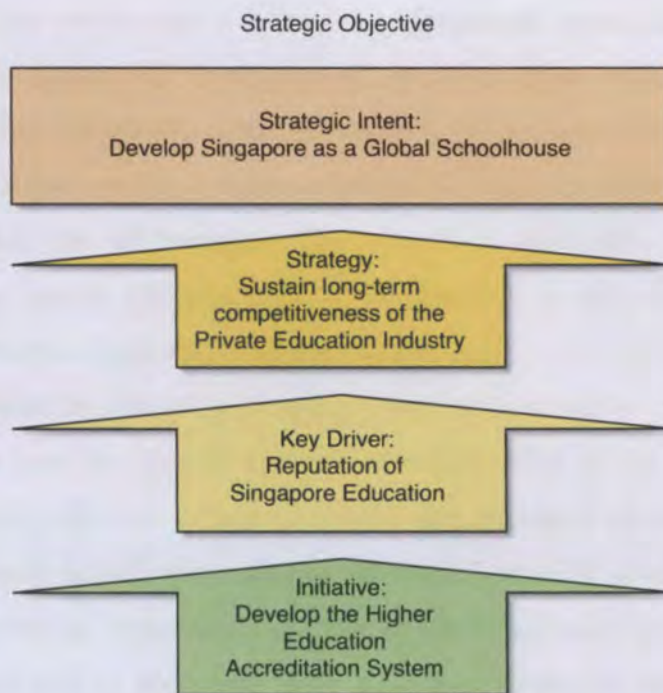 Strategic Objective
Strategic Intent:
Develop Singapore as a Global Schoolhouse
Strategy:
Sustain long-term
competitiveness of the
Private Education Industry
Key Driver:
Reputation of
Singapore Education
Initiative:
Develop the Higher
Education
Accreditation System